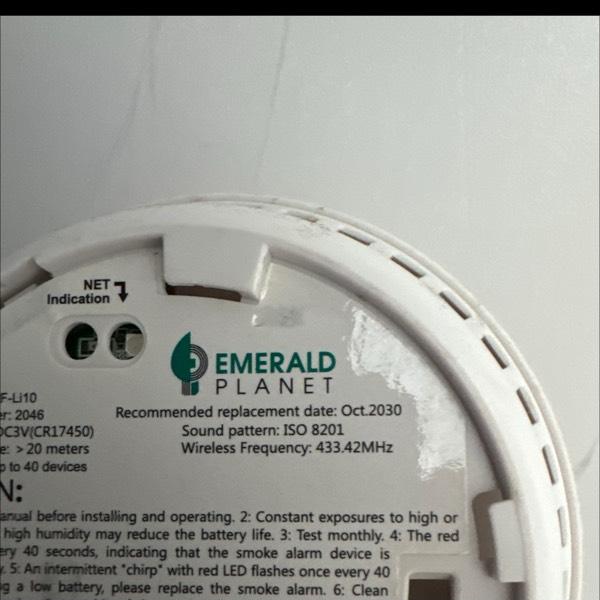 NET
Indication
EMERALD
PLANET
F-Li10
Recommended replacement date: Oct.2030
er: 2046
Sound pattern: ISO 8201
DC3V(CR17450)
Wireless Frequency: 433.42MHz
e: > 20 meters
p to 40 devices
N:
anual before installing and operating. 2: Constant exposures to high or
high humidity may reduce the battery life. 3: Test monthly. 4: The red
ery 40 seconds, indicating that the smoke alarm device is
y. 5: An intermittent "chirp" with red LED flashes once every 40
g a low battery, please replace the smoke alarm. 6: Clean